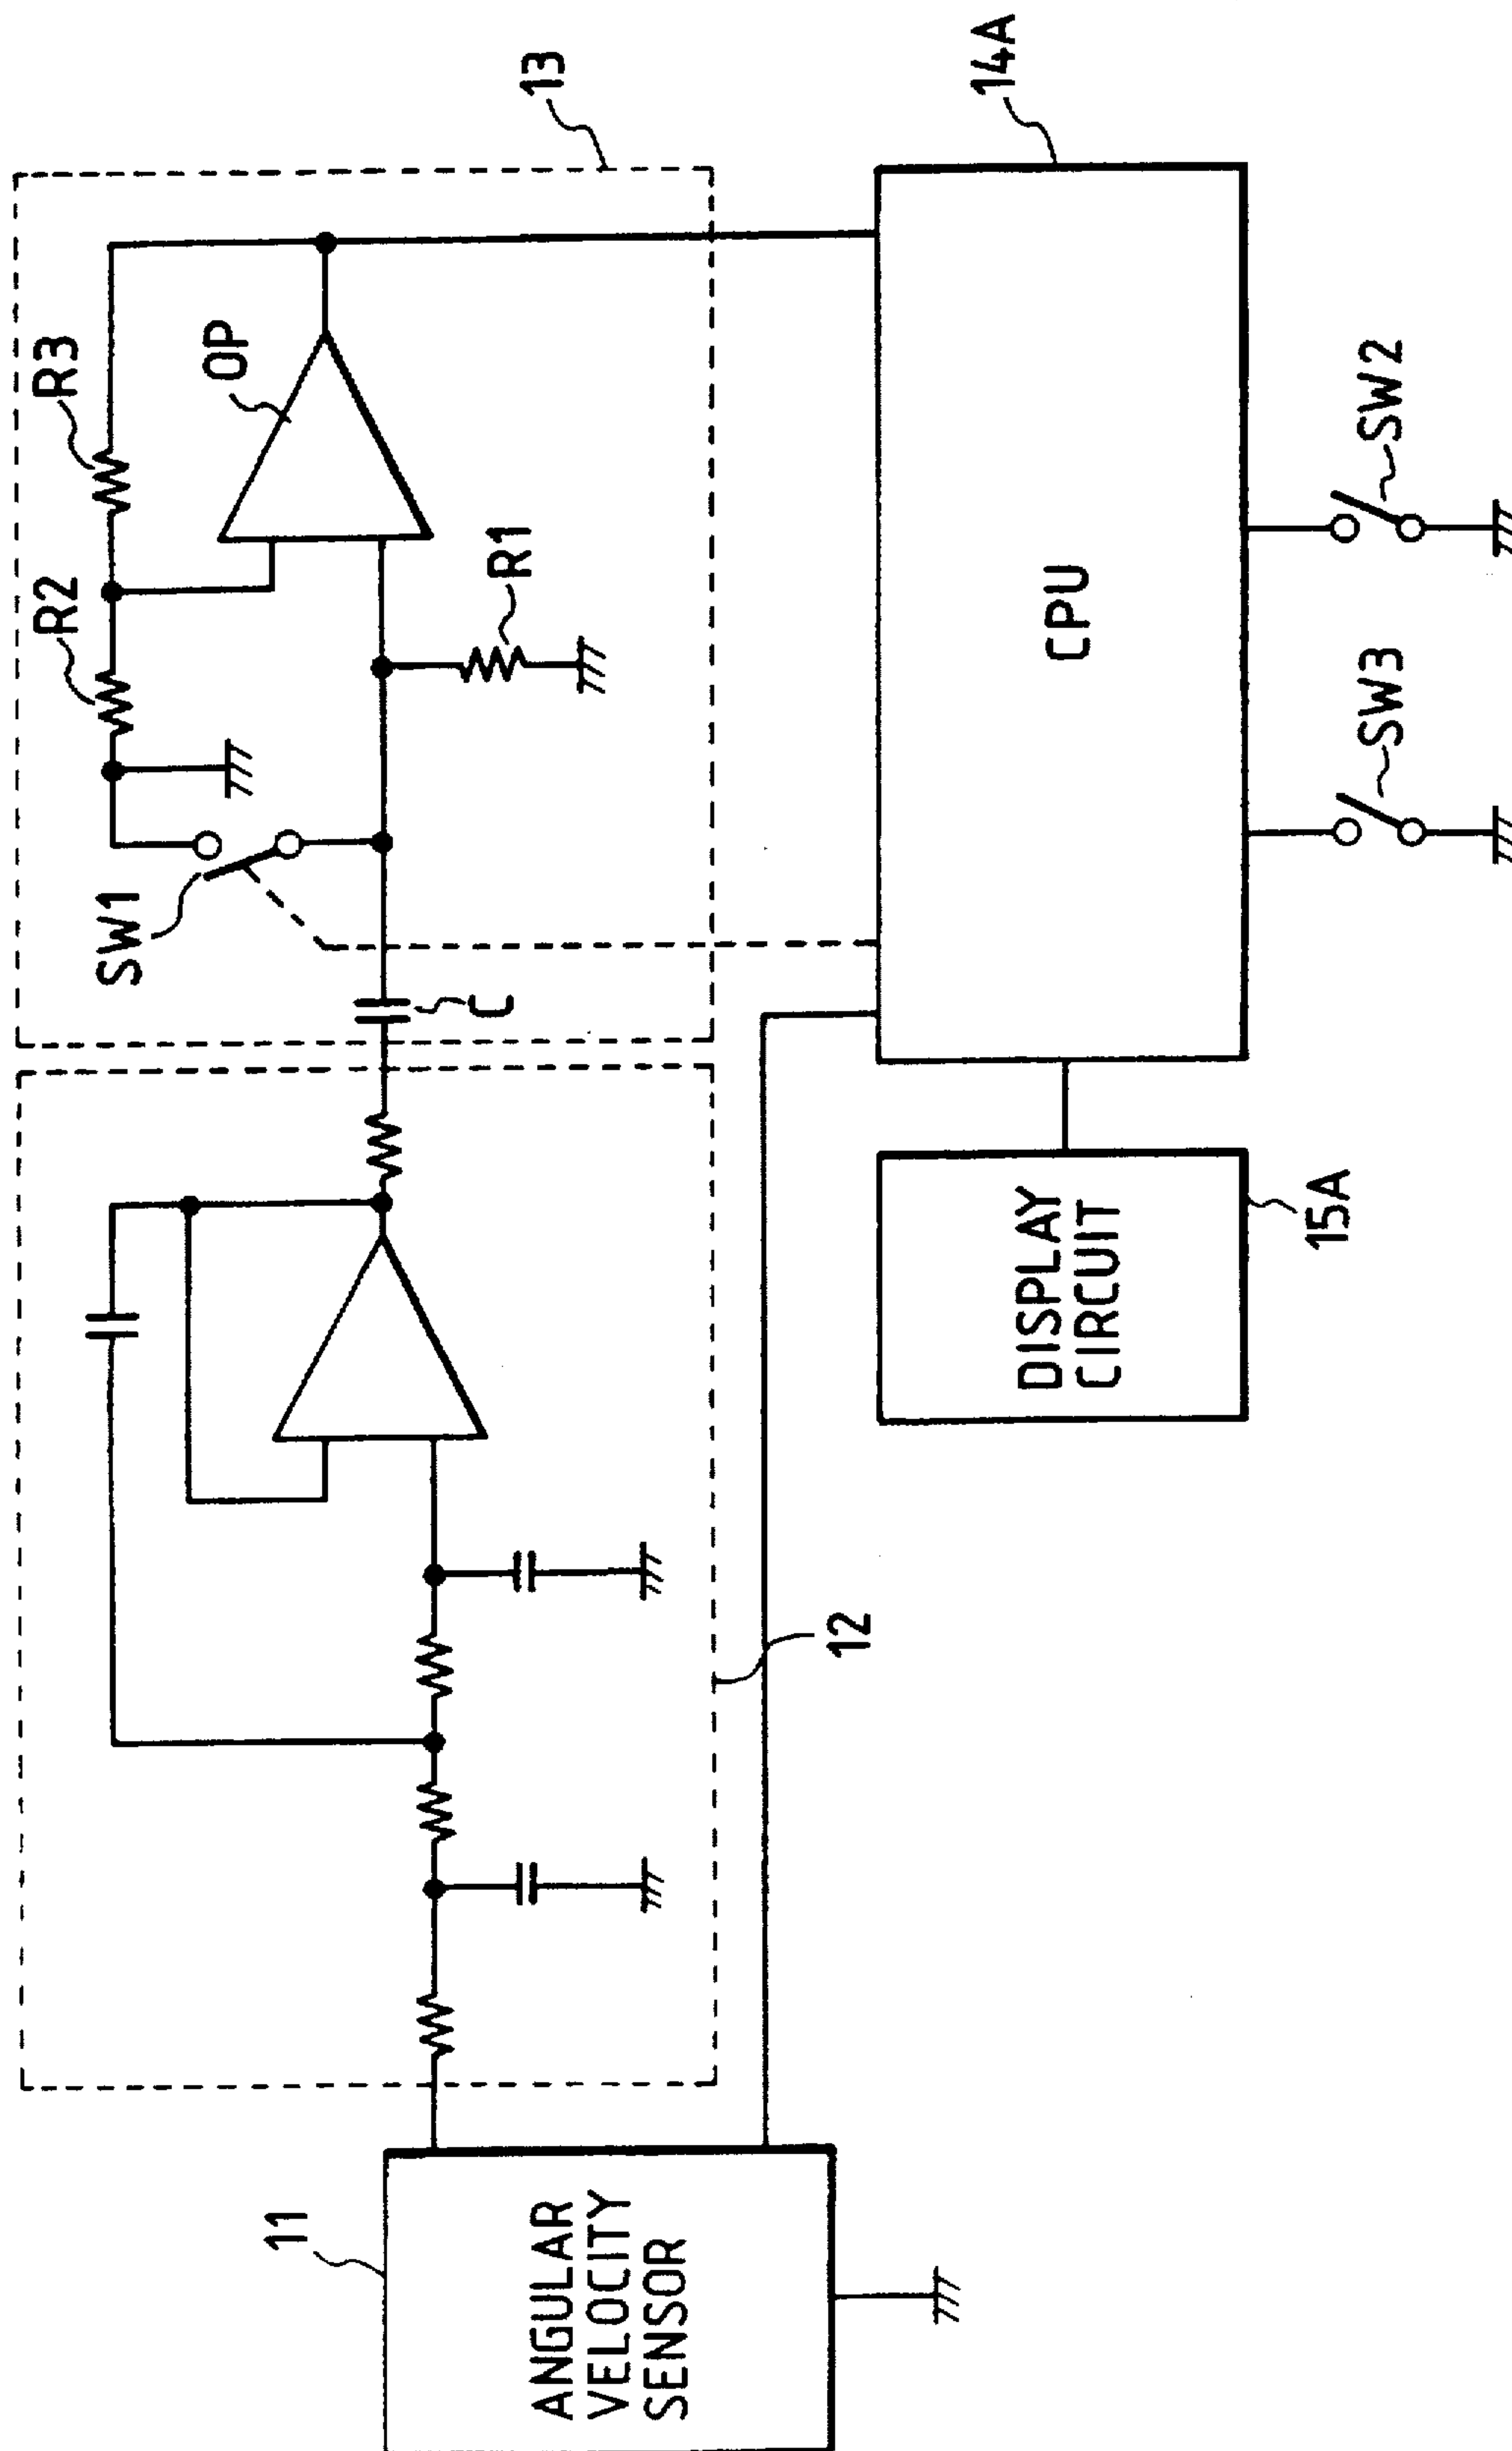 11
ANGULAR
VELOCITY
SENSOR
12
SW1
C
R2
R3
OP
R1
13
DISPLAY
CIRCUIT
15A
CPU
14A
SW3
SW2